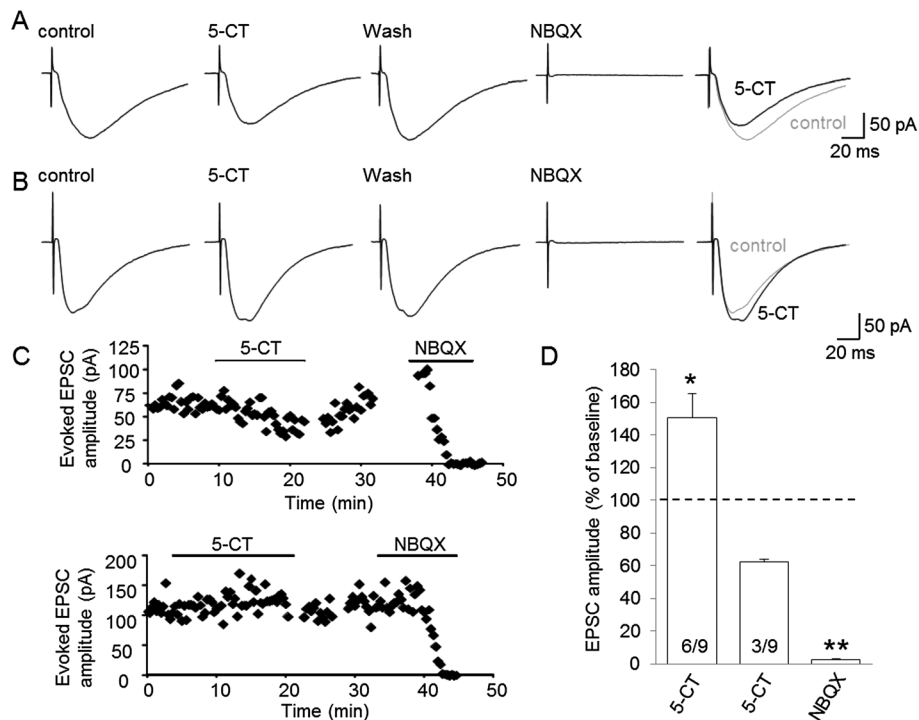 A
control 5-CT Wash NBQX
5-CT
control
50 pA
20 ms
B
control 5-CT Wash NBQX
control
5-CT
50 pA
20 ms
C
5-CT NBQX
Evoked EPSC
amplitude (pA)
125
100
75
50
25
0
0 10 20 30 40 50
Time (min)
5-CT NBQX
Evoked EPSC
amplitude (pA)
200
150
100
50
0
0 10 20 30 40 50
Time (min)
D
EPSC amplitude (% of baseline)
180
160
140
120
100
80
60
40
20
0
*
**
6/9 3/9
5-CT 5-CT NBQX